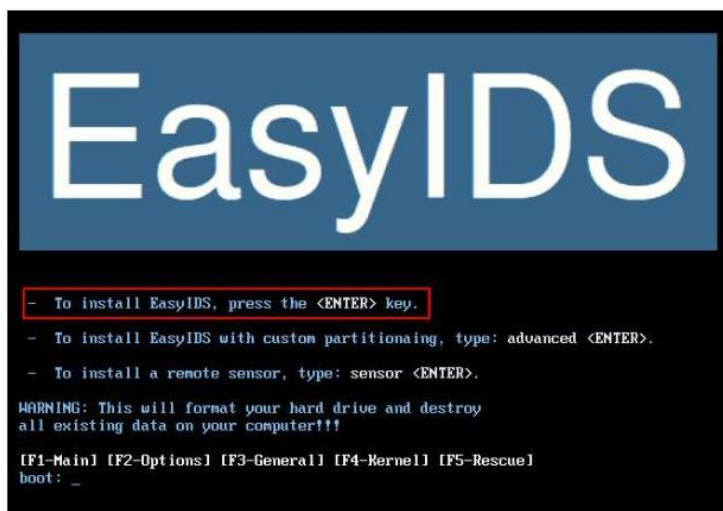 EasyIDS
- To install EasyIDS, press the <ENTER> key.
- To install EasyIDS with custom partitionaing, type: advanced <ENTER>.
- To install a remote sensor, type: sensor <ENTER>.
WARNING: This will format your hard drive and destroy
all existing data on your computer!!!
[F1-Main] [F2-Options] [F3-General] [F4-Kernel] [F5-Rescue]
boot: _